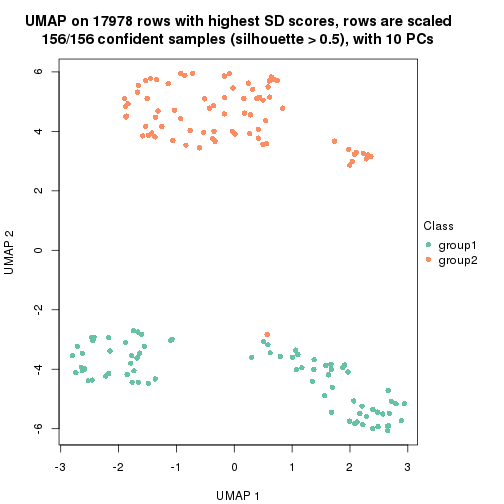 UMAP on 17978 rows with highest SD scores, rows are scaled
156/156 confident samples (silhouette > 0.5), with 10 PCs
6
4
2
0
-2
-4
-6
UMAP 2
-3
-2
-1
0
1
2
3
UMAP 1
Class
group1
group2